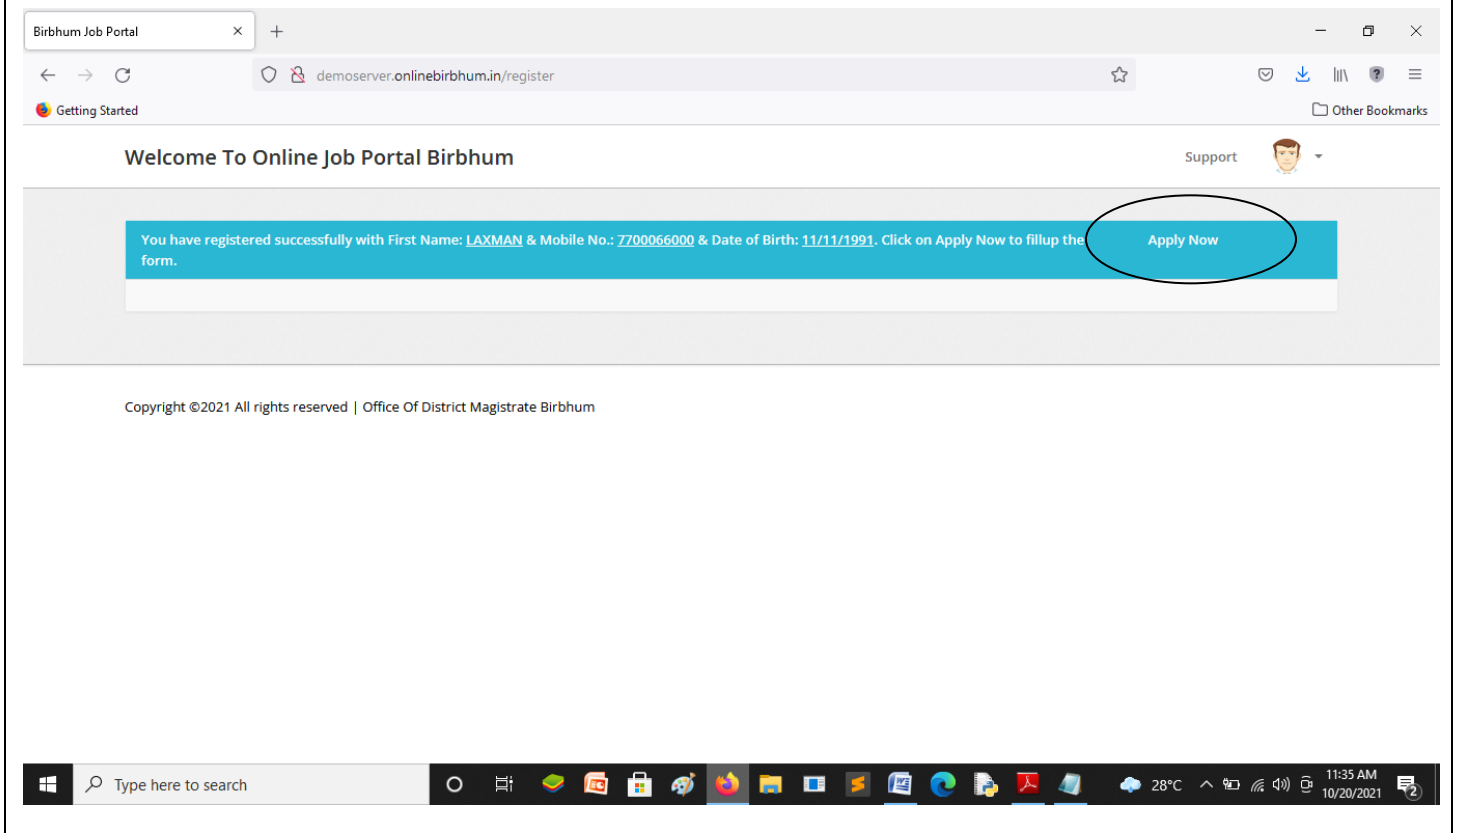 Birbhum Job Portal
demoserver.onlinebirbhum.in/register
Getting Started
Other Bookmarks
Welcome To Online Job Portal Birbhum
Support
You have registered successfully with First Name: LAXMAN & Mobile No.: 7700066000 & Date of Birth: 11/11/1991. Click on Apply Now to fillup the
form.
Apply Now
Copyright ©2021 All rights reserved | Office Of District Magistrate Birbhum
Type here to search
28°C
11:35 AM
10/20/2021
2